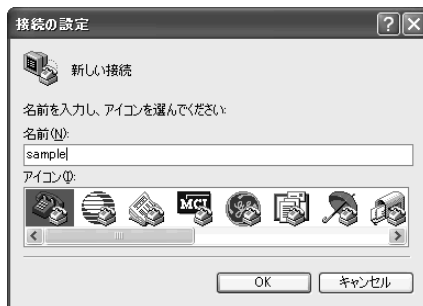 接続の設定
新しい接続
名前を入力し、アイコンを選んでください:
名前(N):
sample
アイコン(I):
MCI
OK キャンセル